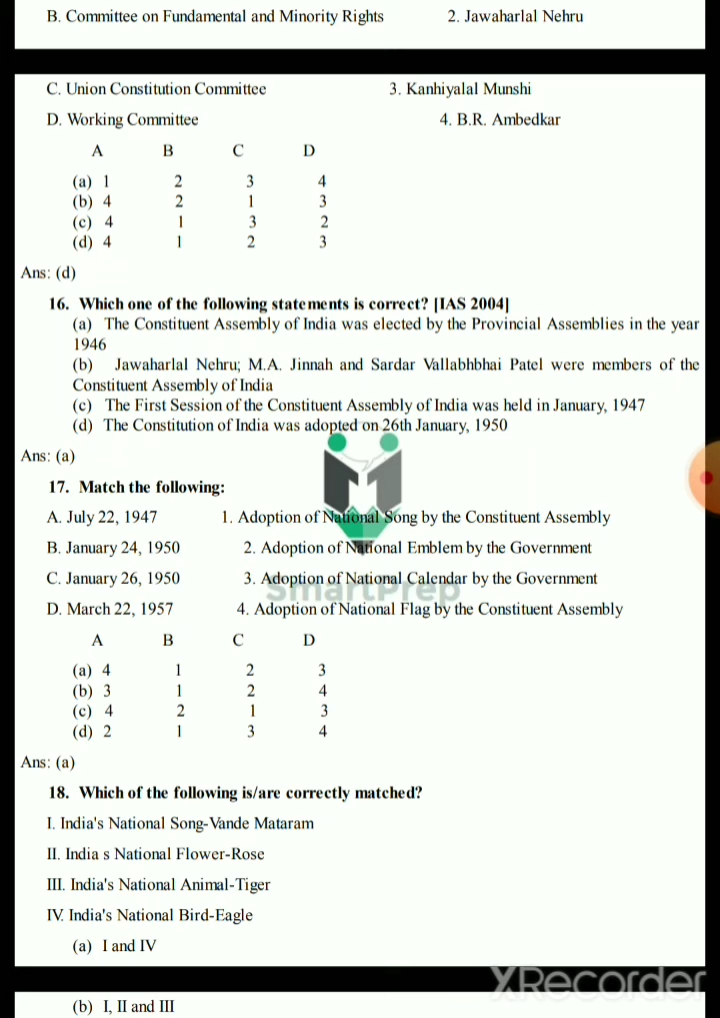 B. Committee on Fundamental and Minority Rights 2. Jawaharlal Nehru
C. Union Constitution Committee 3. Kanhiyalal Munshi
D. Working Committee 4. B.R. Ambedkar
A B C D
(a) 1 2 3 4
(b) 4 2 1 3
(c) 4 1 3 2
(d) 4 1 2 3
Ans: (d)
16. Which one of the following statements is correct? [IAS 2004]
(a) The Constituent Assembly of India was elected by the Provincial Assemblies in the year
1946
(b) Jawaharlal Nehru; M.A. Jinnah and Sardar Vallabhbhai Patel were members of the
Constituent Assembly of India
(c) The First Session of the Constituent Assembly of India was held in January, 1947
(d) The Constitution of India was adopted on 26th January, 1950
Ans: (a)
17. Match the following:
A. July 22, 1947 1. Adoption of National Song by the Constituent Assembly
B. January 24, 1950 2. Adoption of National Emblem by the Government
C. January 26, 1950 3. Adoption of National Calendar by the Government
SmartPrep
D. March 22, 1957 4. Adoption of National Flag by the Constituent Assembly
A B C D
(a) 4 1 2 3
(b) 3 1 2 4
(c) 4 2 1 3
(d) 2 1 3 4
Ans: (a)
18. Which of the following is/are correctly matched?
I. India's National Song-Vande Mataram
II. India s National Flower-Rose
III. India's National Animal-Tiger
IV. India's National Bird-Eagle
(a) I and IV
XRecorder
(b) I, II and III